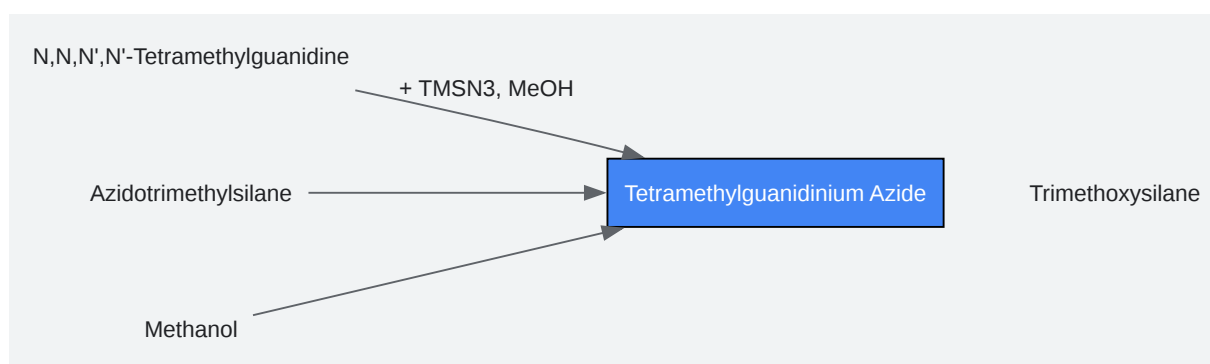 N,N,N',N'-Tetramethylguanidine
+ TMSN3, MeOH
Azidotrimethylsilane
Tetramethylguanidinium Azide
Trimethoxysilane
Methanol